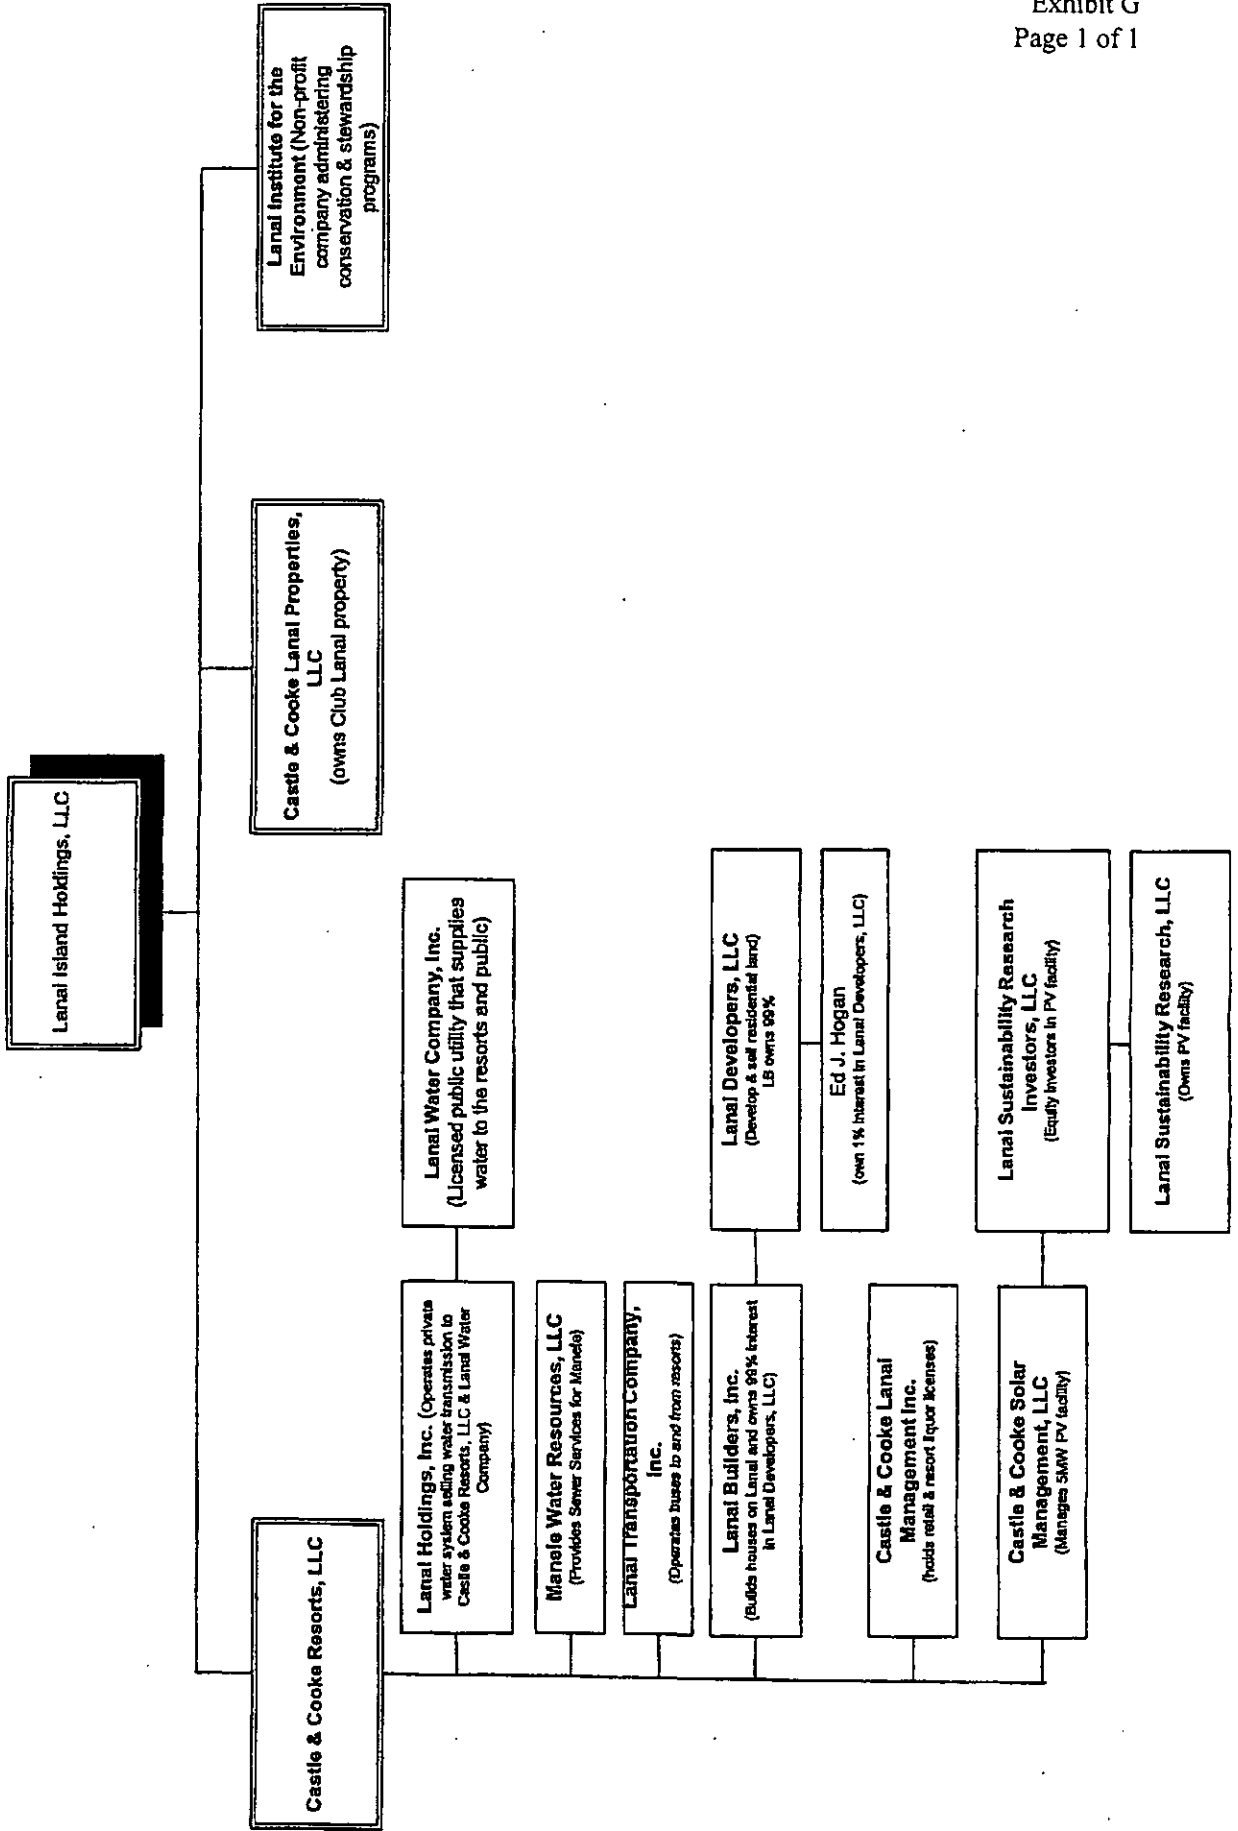 Exhibit G
Page 1 of 1
Lanai Island Holdings, LLC
Castle & Cooke Resorts, LLC
Castle & Cooke Lanai Properties,
LLC
(owns Club Lanai property)
Lanai Institute for the
Environment (Non-profit
company administering
conservation & stewardship
programs)
Lanai Holdings, Inc. (Operates private
water system selling water transmission to
Castle & Cooke Resorts, LLC & Lanai Water
Company)
Lanai Water Company, Inc.
(Licensed public utility that supplies
water to the resorts and public)
Manele Water Resources, LLC
(Provides Sewer Services for Manele)
Lanai Transportation Company,
Inc.
(Operates buses to and from resorts)
Lanai Builders, Inc.
(Builds houses on Lanai and owns 99% interest
in Lanai Developers, LLC)
Lanai Developers, LLC
(Develop & sell residential land)
LB owns 99%
Ed J. Hogan
(own 1% interest in Lanai Developers, LLC)
Castle & Cooke Lanai
Management Inc.
(holds retail & resort liquor licenses)
Castle & Cooke Solar
Management, LLC
(Manages 5MW PV facility)
Lanai Sustainability Research
Investors, LLC
(Equity Investors in PV facility)
Lanai Sustainability Research, LLC
(Owns PV facility)